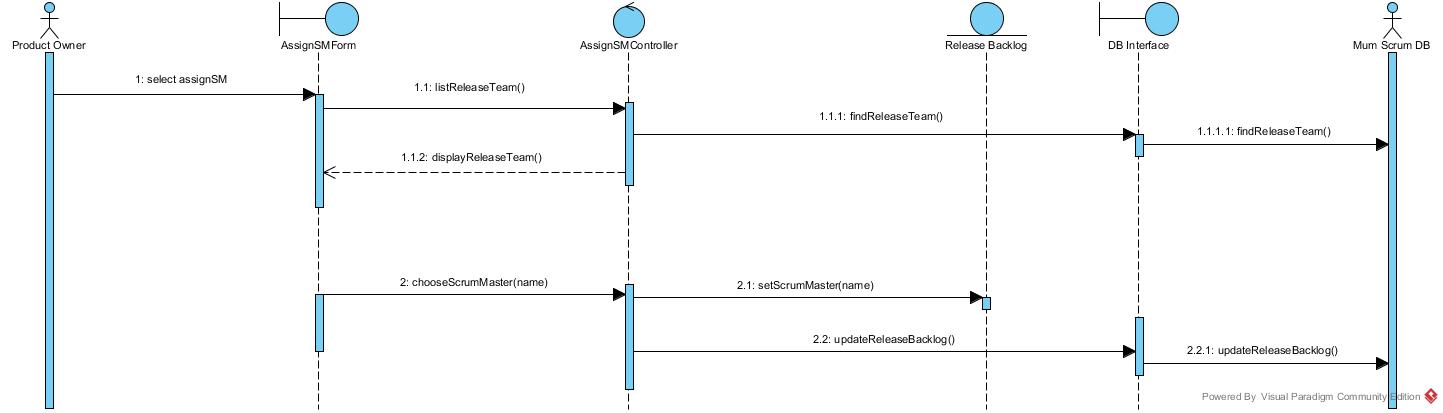 Product Owner
AssignSMForm
AssignSMController
Release Backlog
DB Interface
Mum Scrum DB
1: select assignSM
1.1: listReleaseTeam()
1.1.1: findReleaseTeam()
1.1.1.1: findReleaseTeam()
1.1.2: displayReleaseTeam()
2: chooseScrumMaster(name)
2.1: setScrumMaster(name)
2.2: updateReleaseBacklog()
2.2.1: updateReleaseBacklog()
Powered By Visual Paradigm Community Edition